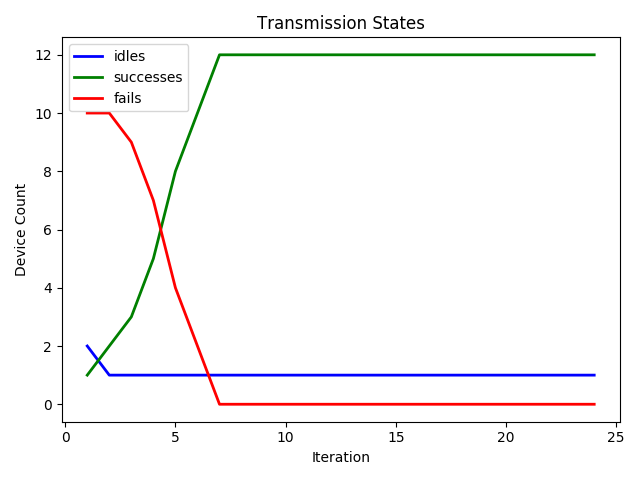 Transmission States
idles
successes
fails
12
10
8
6
4
2
0
Device Count
0 5 10 15 20 25
Iteration